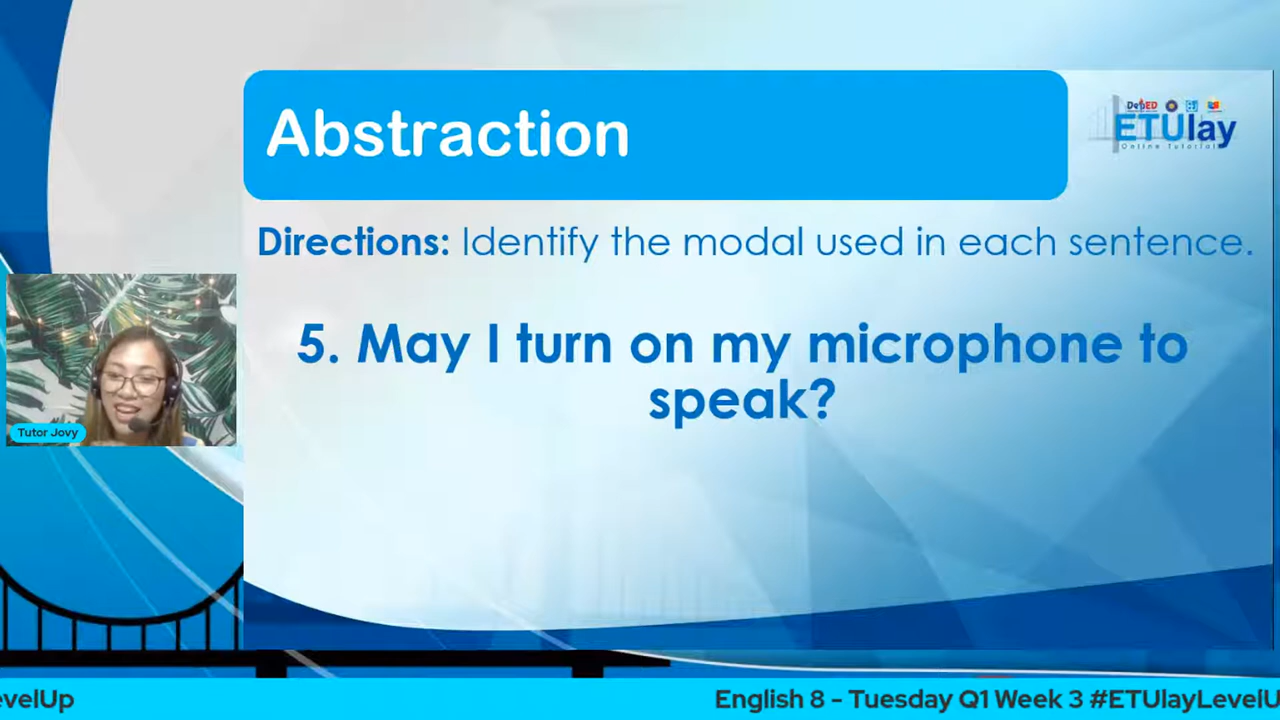 Abstraction
DepED
ETUlay
Online Tutorial
Directions: Identify the modal used in each sentence.
5. May I turn on my microphone to
speak?
Tutor Jovy
evelUp
English 8 - Tuesday Q1 Week 3 #ETUlayLevelU